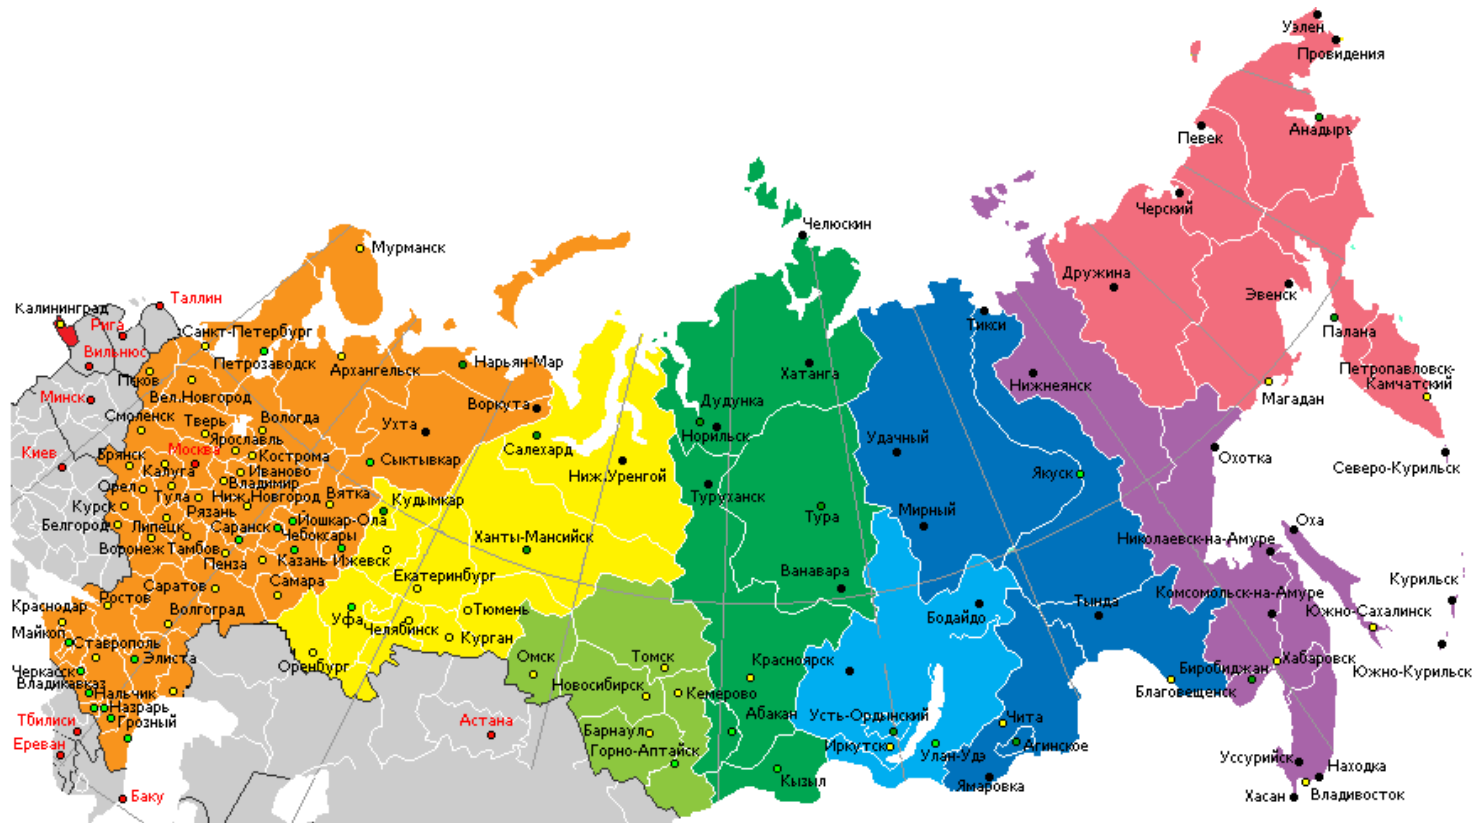 Уэлен
Провидения
Анадыръ
Певек
Черский
Челюскин
Мурманск
Дружина
Эвенск
Таллин
Калининград
Рига
Санкт-Петербург
Тикси
Палана
Вильнюс
Петрозаводск
Нарьян-Мар
Архангельск
Хатанга
Нижнеянск
Петропавловск-
Камчатский
Псков
Минск
Вел.Новгород
Воркута
Дудунка
Магадан
Смоленск
Вологда
Тверь
Ухта
Норильск
Удачный
Ярославль
Москва
Салехард
Киев
Брянск
Кострома
Сыктывкар
Охотка
Северо-Курильск
Калуга
Иваново
Ниж.Уренгой
Якуск
Владимир
Орел
Тула
Ниж.Новгород
Вятка
Кудымкар
Туруханск
Курск
Рязань
Мирный
Тура
Белгород
Липецк
Саранск
Йошкар-Ола
Оха
Чебоксары
Ханты-Мансийск
Николаевск-на-Амуре
Воронеж
Тамбов
Пенза
Казань
Ижевск
Ванавара
Екатеринбург
Курильск
Саратов
Самара
Комсомольск-на-Амуре
Ростов
Тында
Краснодар
Волгоград
Тюмень
Южно-Сахалинск
Уфа
Челябинск
Бодайдо
Майкоп
Ставрополь
Курган
Элиста
Омск
Томск
Красноярск
Хабаровск
Оренбург
Биробиджан
Южно-Курильск
Черкасск
Владикавказ
Новосибирск
Кемерово
Благовещенск
Нальчик
Назрарь
Абакан
Усть-Ордынский
Чита
Тбилиси
Грозный
Астана
Барнаул
Ереван
Горно-Аптайск
Иркутск
Улан-Удэ
Агинское
Уссурийск
Находка
Кызыл
Ямаровка
Баку
Хасан
Владивосток